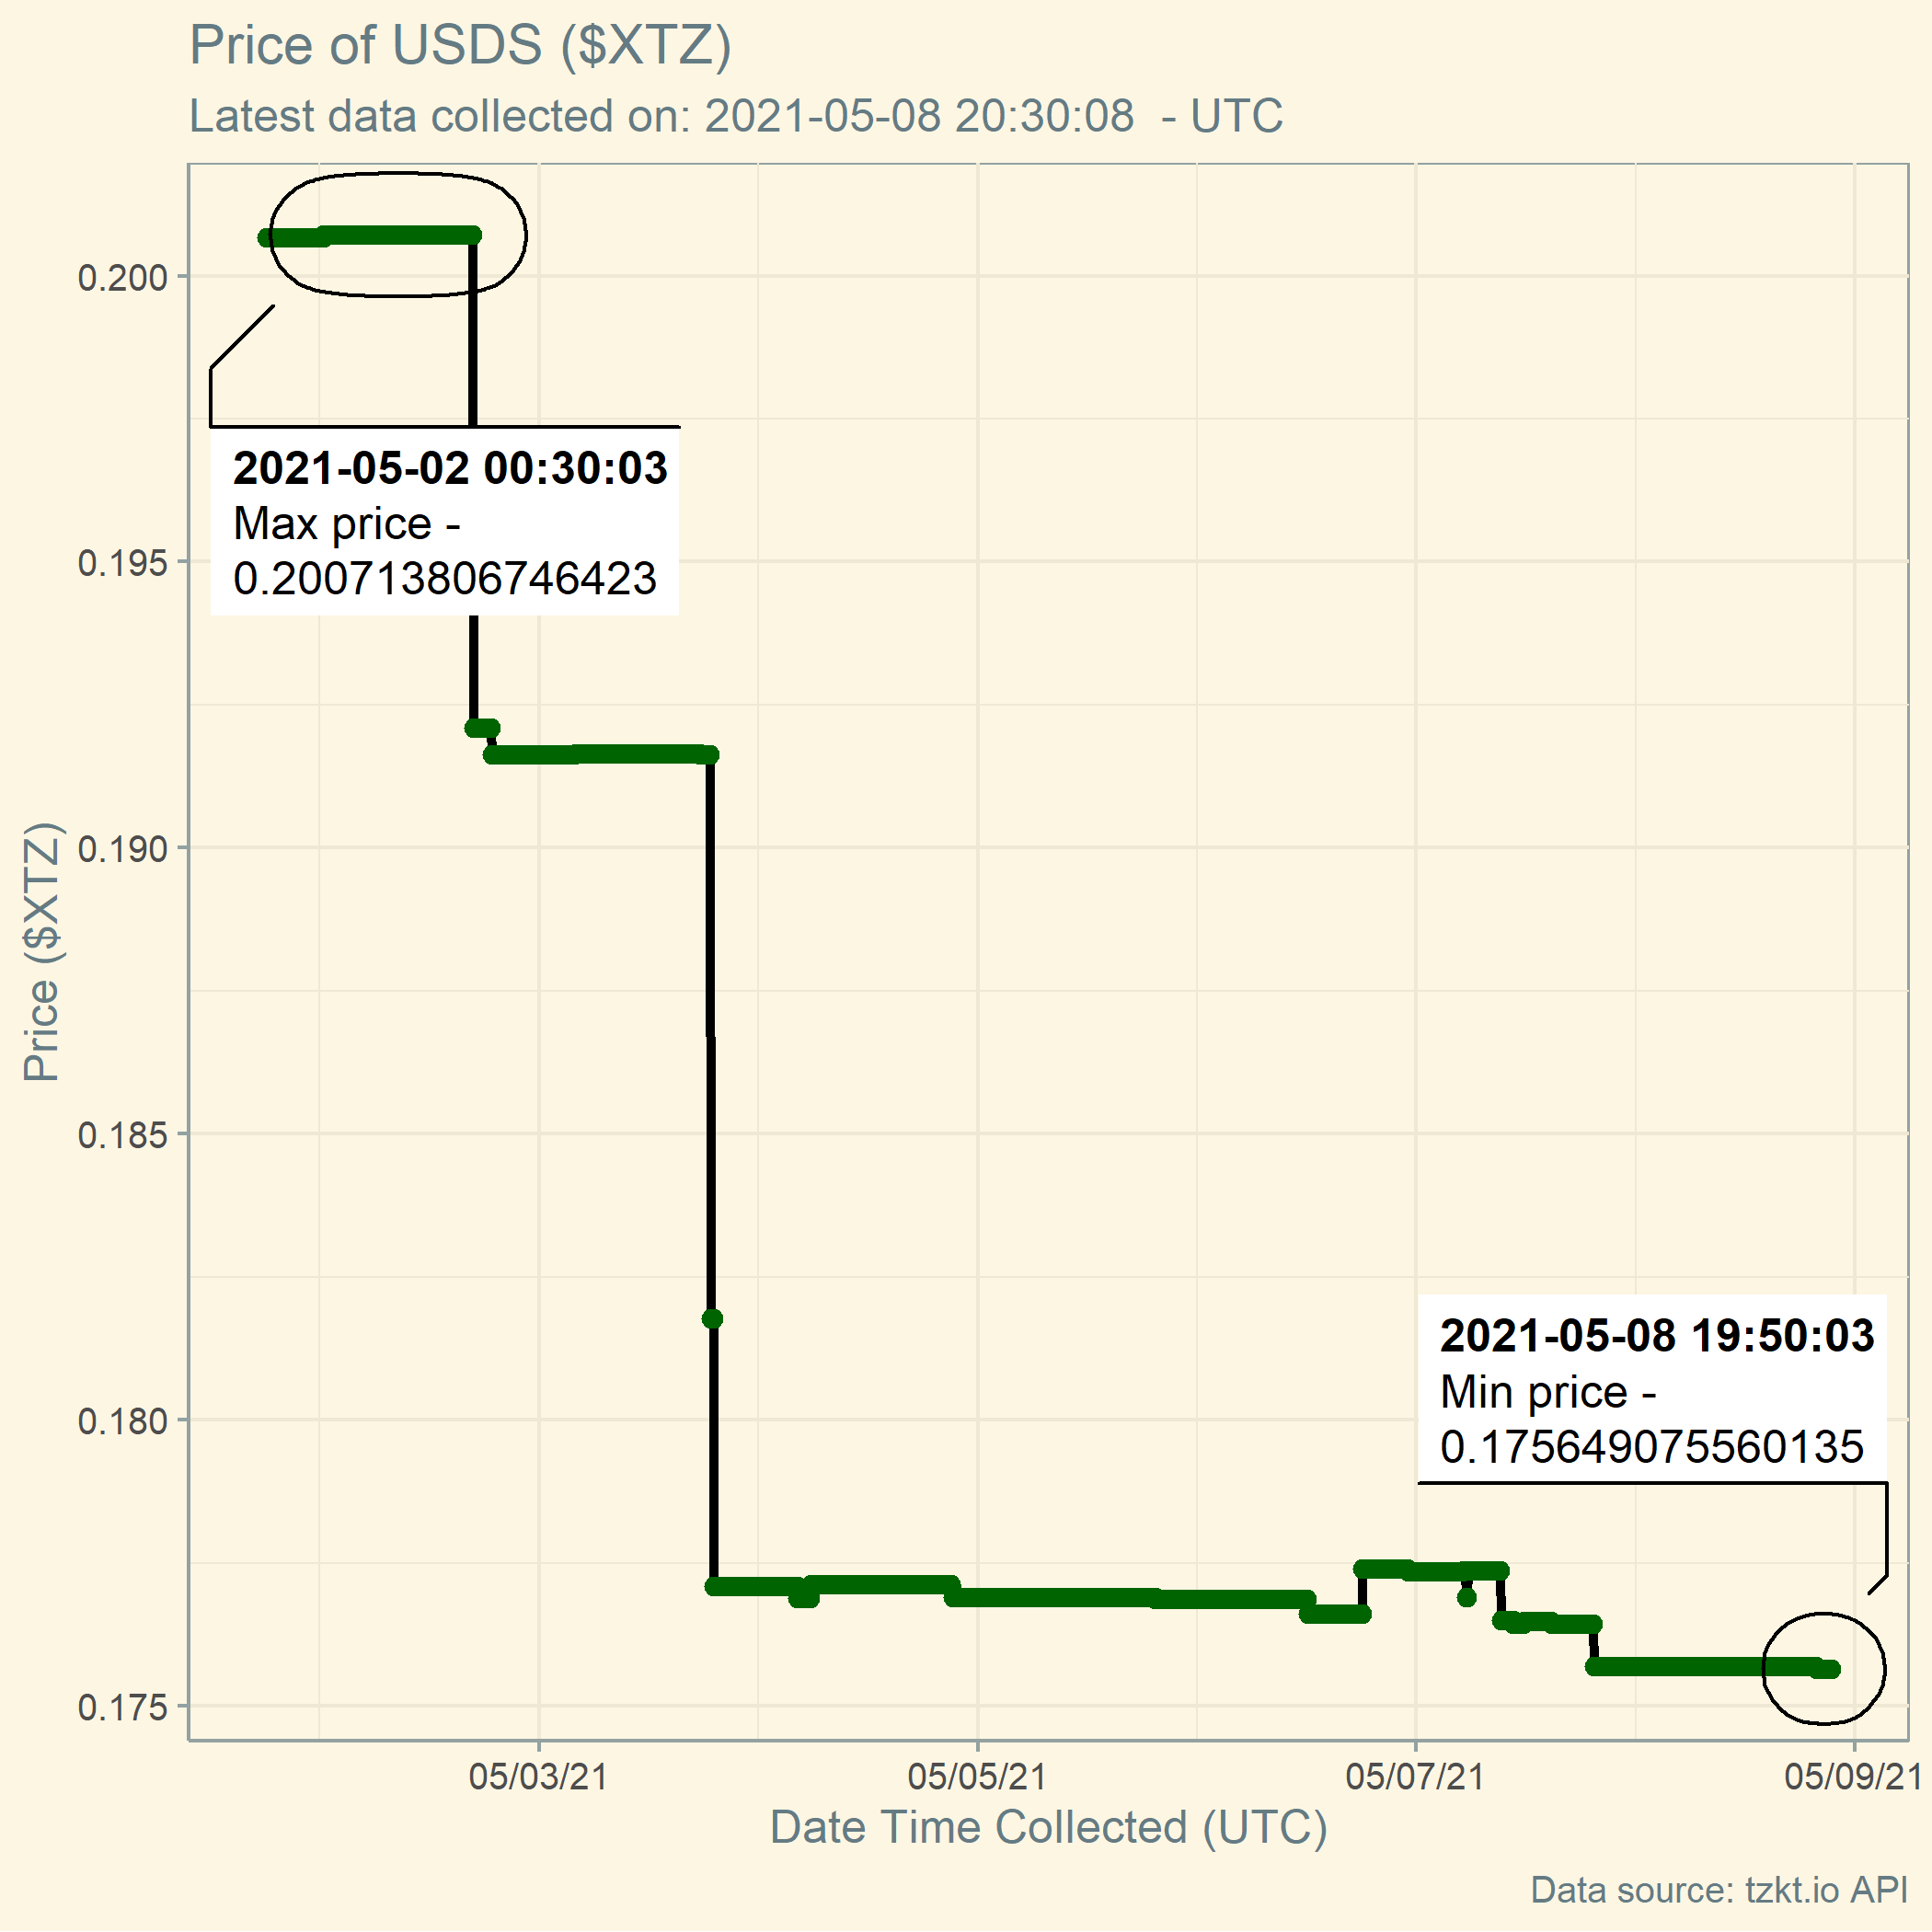 Price of USDS ($XTZ)
Latest data collected on: 2021-05-08 20:30:08  - UTC
0.200
2021-05-02 00:30:03
Max price -
0.200713806746423
0.195
0.190
Price ($XTZ)
0.185
0.180
2021-05-08 19:50:03
Min price -
0.175649075560135
0.175
05/03/21
05/05/21
05/07/21
05/09/21
Date Time Collected (UTC)
Data source: tzkt.io API